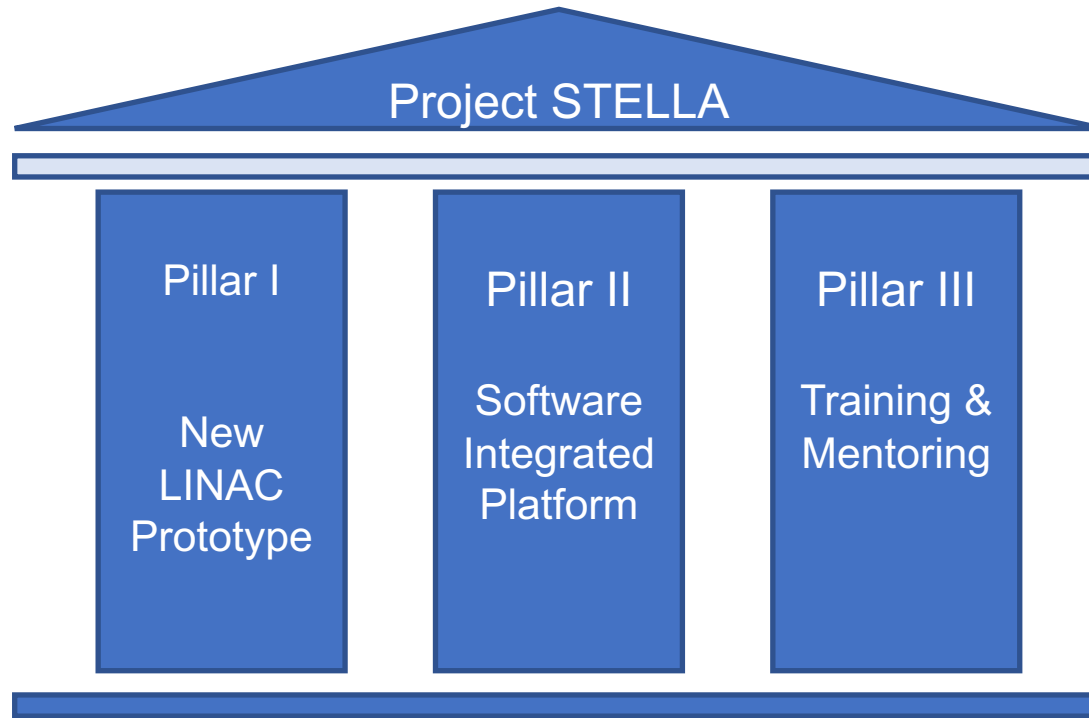 Project STELLA
Pillar I
New
LINAC
Prototype
Pillar II
Software
Integrated
Platform
Pillar III
Training &
Mentoring